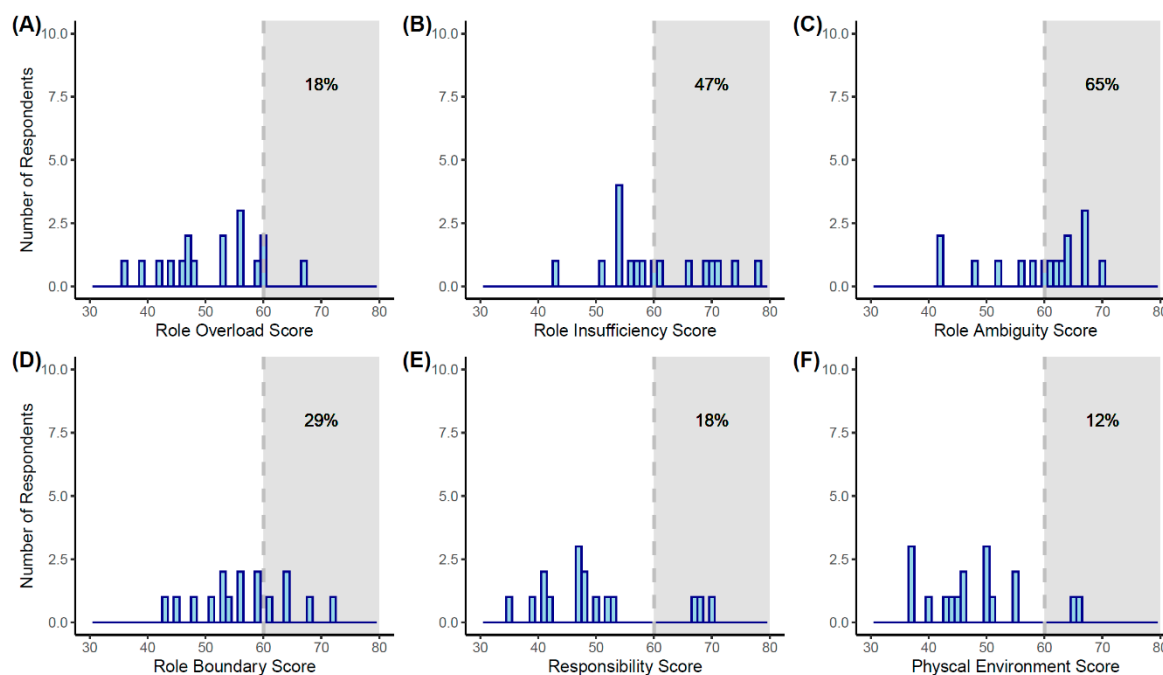 (A)
10.0
7.5
5.0
2.5
0.0
Number of Respondents
18%
30 40 50 60 70 80
Role Overload Score
(B)
10.0
7.5
5.0
2.5
0.0
47%
30 40 50 60 70 80
Role Insufficiency Score
(C)
10.0
7.5
5.0
2.5
0.0
65%
30 40 50 60 70 80
Role Ambiguity Score
(D)
10.0
7.5
5.0
2.5
0.0
Number of Respondents
29%
30 40 50 60 70 80
Role Boundary Score
(E)
10.0
7.5
5.0
2.5
0.0
18%
30 40 50 60 70 80
Responsibility Score
(F)
10.0
7.5
5.0
2.5
0.0
12%
30 40 50 60 70 80
Physcal Environment Score